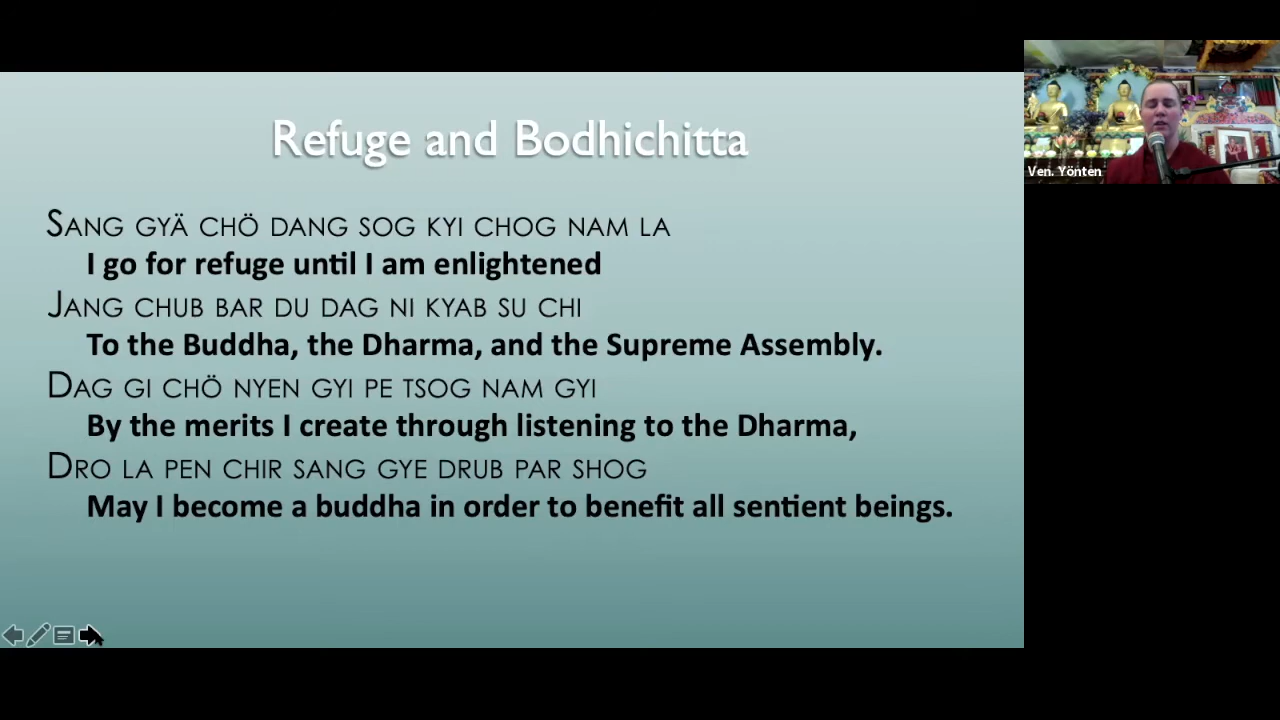 Refuge and Bodhichitta
SANG GYÄ CHÖ DANG SOG KYI CHOG NAM LA
I go for refuge until I am enlightened
JANG CHUB BAR DU DAG NI KYAB SU CHI
To the Buddha, the Dharma, and the Supreme Assembly.
DAG GI CHÖ NYEN GYI PE TSOG NAM GYI
By the merits I create through listening to the Dharma,
DRO LA PEN CHIR SANG GYE DRUB PAR SHOG
May I become a buddha in order to benefit all sentient beings.
Ven. Yönten